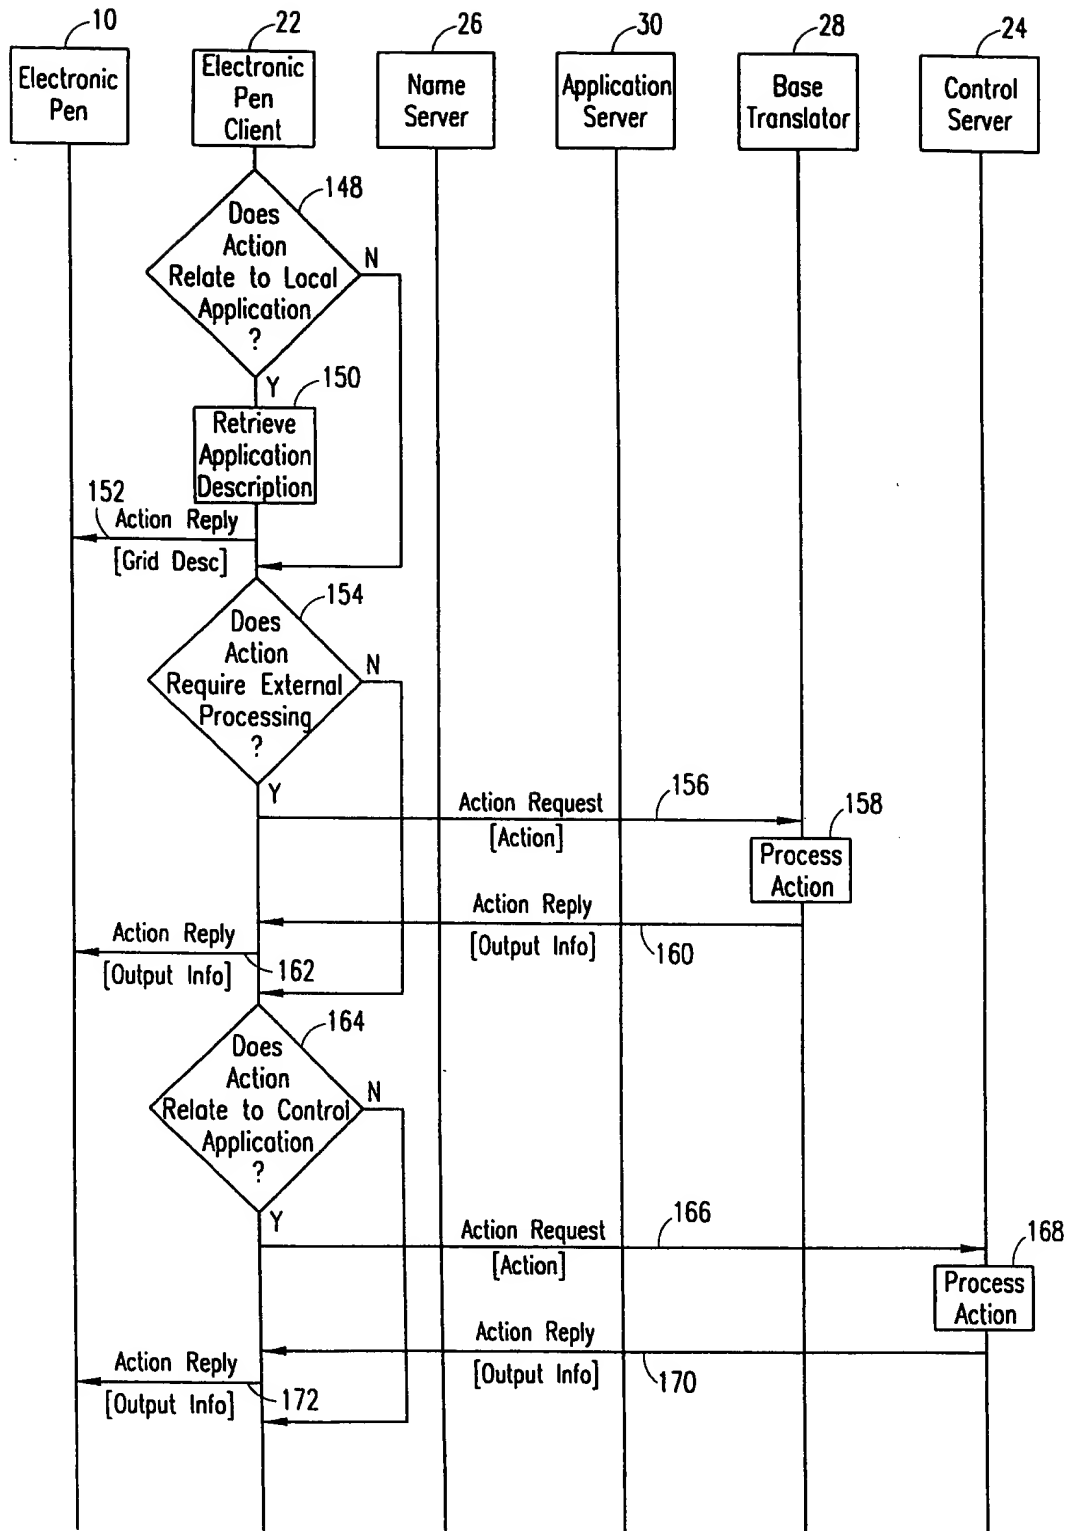 10
22
26
30
28
24
Electronic
Pen
Electronic
Pen
Client
Name
Server
Application
Server
Base
Translator
Control
Server
148
Does
Action
Relate to Local
Application
?
N
Y
150
Retrieve
Application
Description
152
Action Reply
[Grid Desc]
154
Does
Action
Require External
Processing
?
N
Y
Action Request
[Action]
156
158
Process
Action
Action Reply
[Output Info]
160
Action Reply
[Output Info]
162
164
Does
Action
Relate to Control
Application
?
N
Y
Action Request
[Action]
166
168
Process
Action
Action Reply
[Output Info]
170
Action Reply
[Output Info]
172